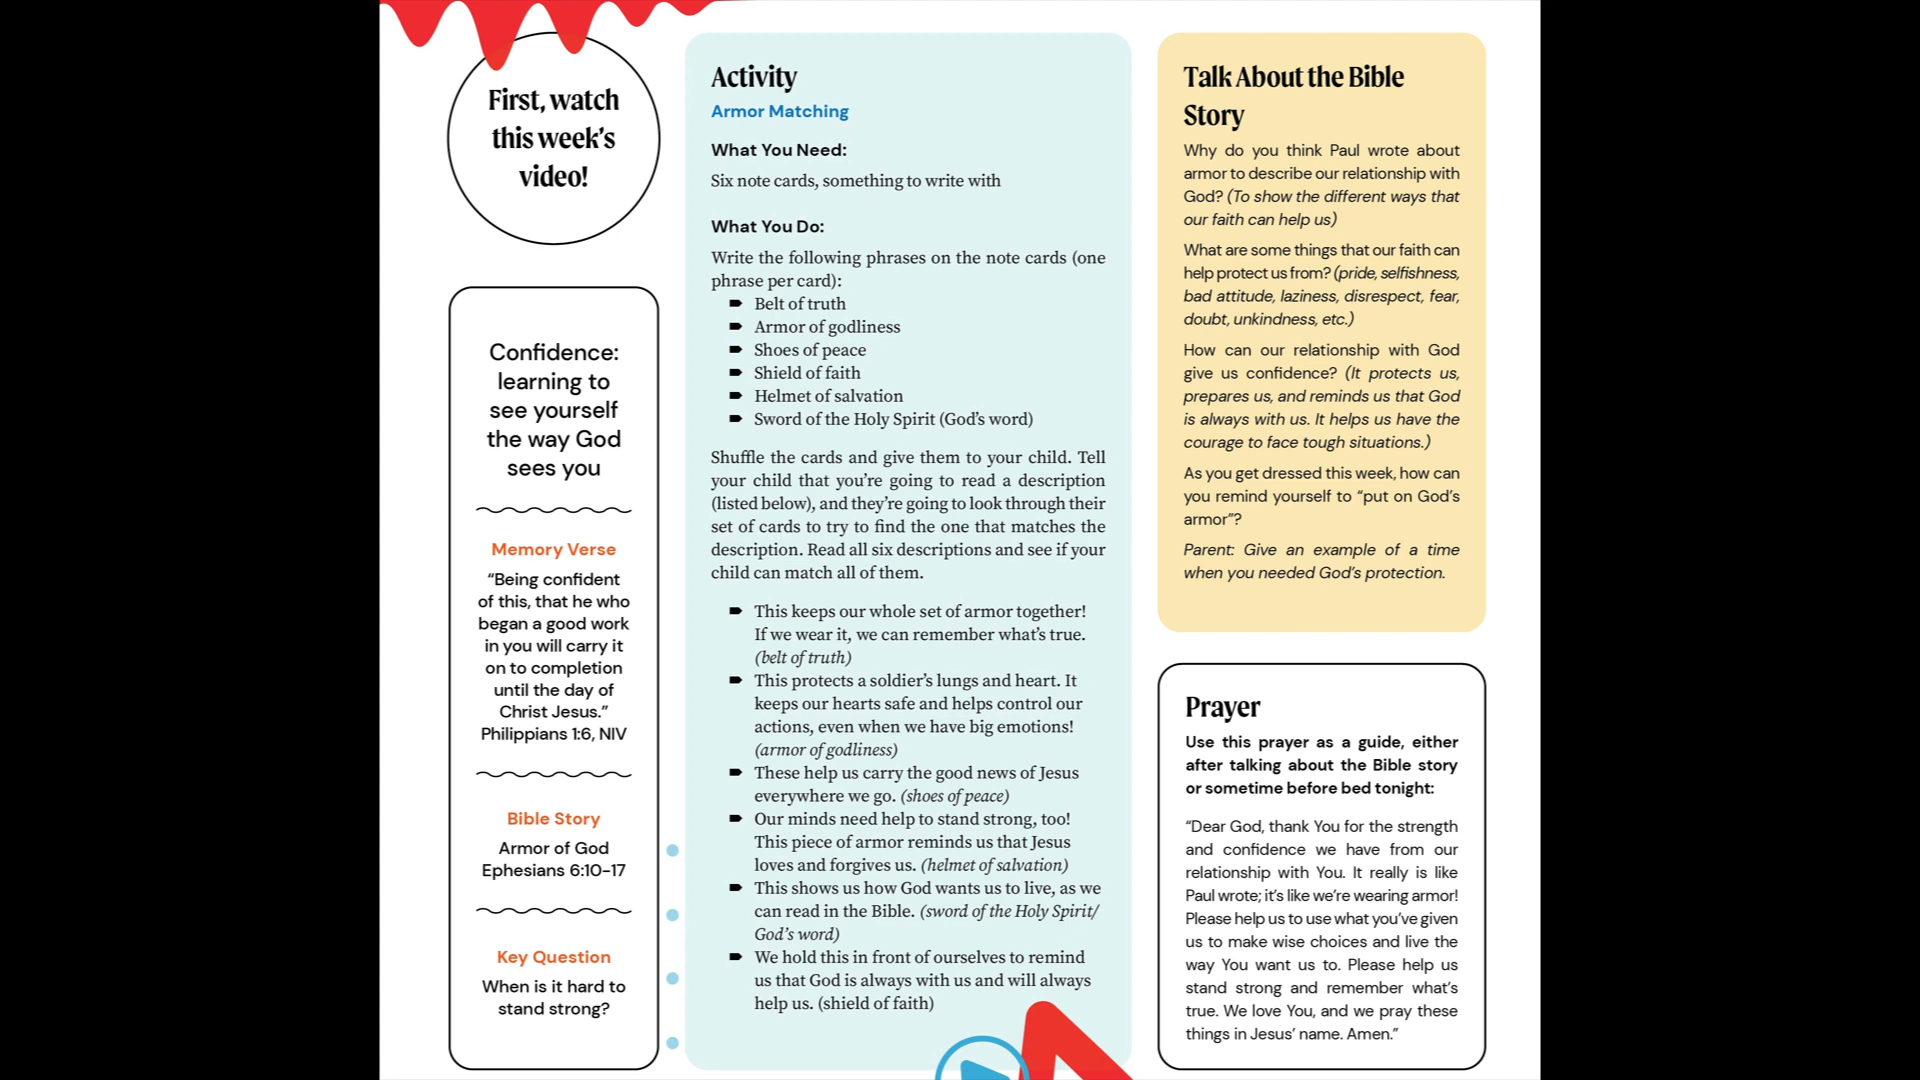 First, watch
this week's
video!
Confidence:
learning to
see yourself
the way God
sees you
Memory Verse
“Being confident
of this, that he who
began a good work
in you will carry it
on to completion
until the day of
Christ Jesus.”
Philippians 1:6, NIV
Bible Story
Armor of God
Ephesians 6:10-17
Key Question
When is it hard to
stand strong?
Activity
Armor Matching
What You Need:
Six note cards, something to write with
What You Do:
Write the following phrases on the note cards (one
phrase per card):
Belt of truth
Armor of godliness
Shoes of peace
Shield of faith
Helmet of salvation
Sword of the Holy Spirit (God’s word)
Shuffle the cards and give them to your child. Tell
your child that you’re going to read a description
(listed below), and they’re going to look through their
set of cards to try to find the one that matches the
description. Read all six descriptions and see if your
child can match all of them.
This keeps our whole set of armor together!
If we wear it, we can remember what’s true.
(belt of truth)
This protects a soldier’s lungs and heart. It
keeps our hearts safe and helps control our
actions, even when we have big emotions!
(armor of godliness)
These help us carry the good news of Jesus
everywhere we go. (shoes of peace)
Our minds need help to stand strong, too!
This piece of armor reminds us that Jesus
loves and forgives us. (helmet of salvation)
This shows us how God wants us to live, as we
can read in the Bible. (sword of the Holy Spirit/
God’s word)
We hold this in front of ourselves to remind
us that God is always with us and will always
help us. (shield of faith)
Talk About the Bible
Story
Why do you think Paul wrote about
armor to describe our relationship with
God? (To show the different ways that
our faith can help us)
What are some things that our faith can
help protect us from? (pride, selfishness,
bad attitude, laziness, disrespect, fear,
doubt, unkindness, etc.)
How can our relationship with God
give us confidence? (It protects us,
prepares us, and reminds us that God
is always with us. It helps us have the
courage to face tough situations.)
As you get dressed this week, how can
you remind yourself to “put on God’s
armor”?
Parent: Give an example of a time
when you needed God’s protection.
Prayer
Use this prayer as a guide, either
after talking about the Bible story
or sometime before bed tonight:
“Dear God, thank You for the strength
and confidence we have from our
relationship with You. It really is like
Paul wrote; it’s like we’re wearing armor!
Please help us to use what you’ve given
us to make wise choices and live the
way You want us to. Please help us
stand strong and remember what’s
true. We love You, and we pray these
things in Jesus’ name. Amen.”